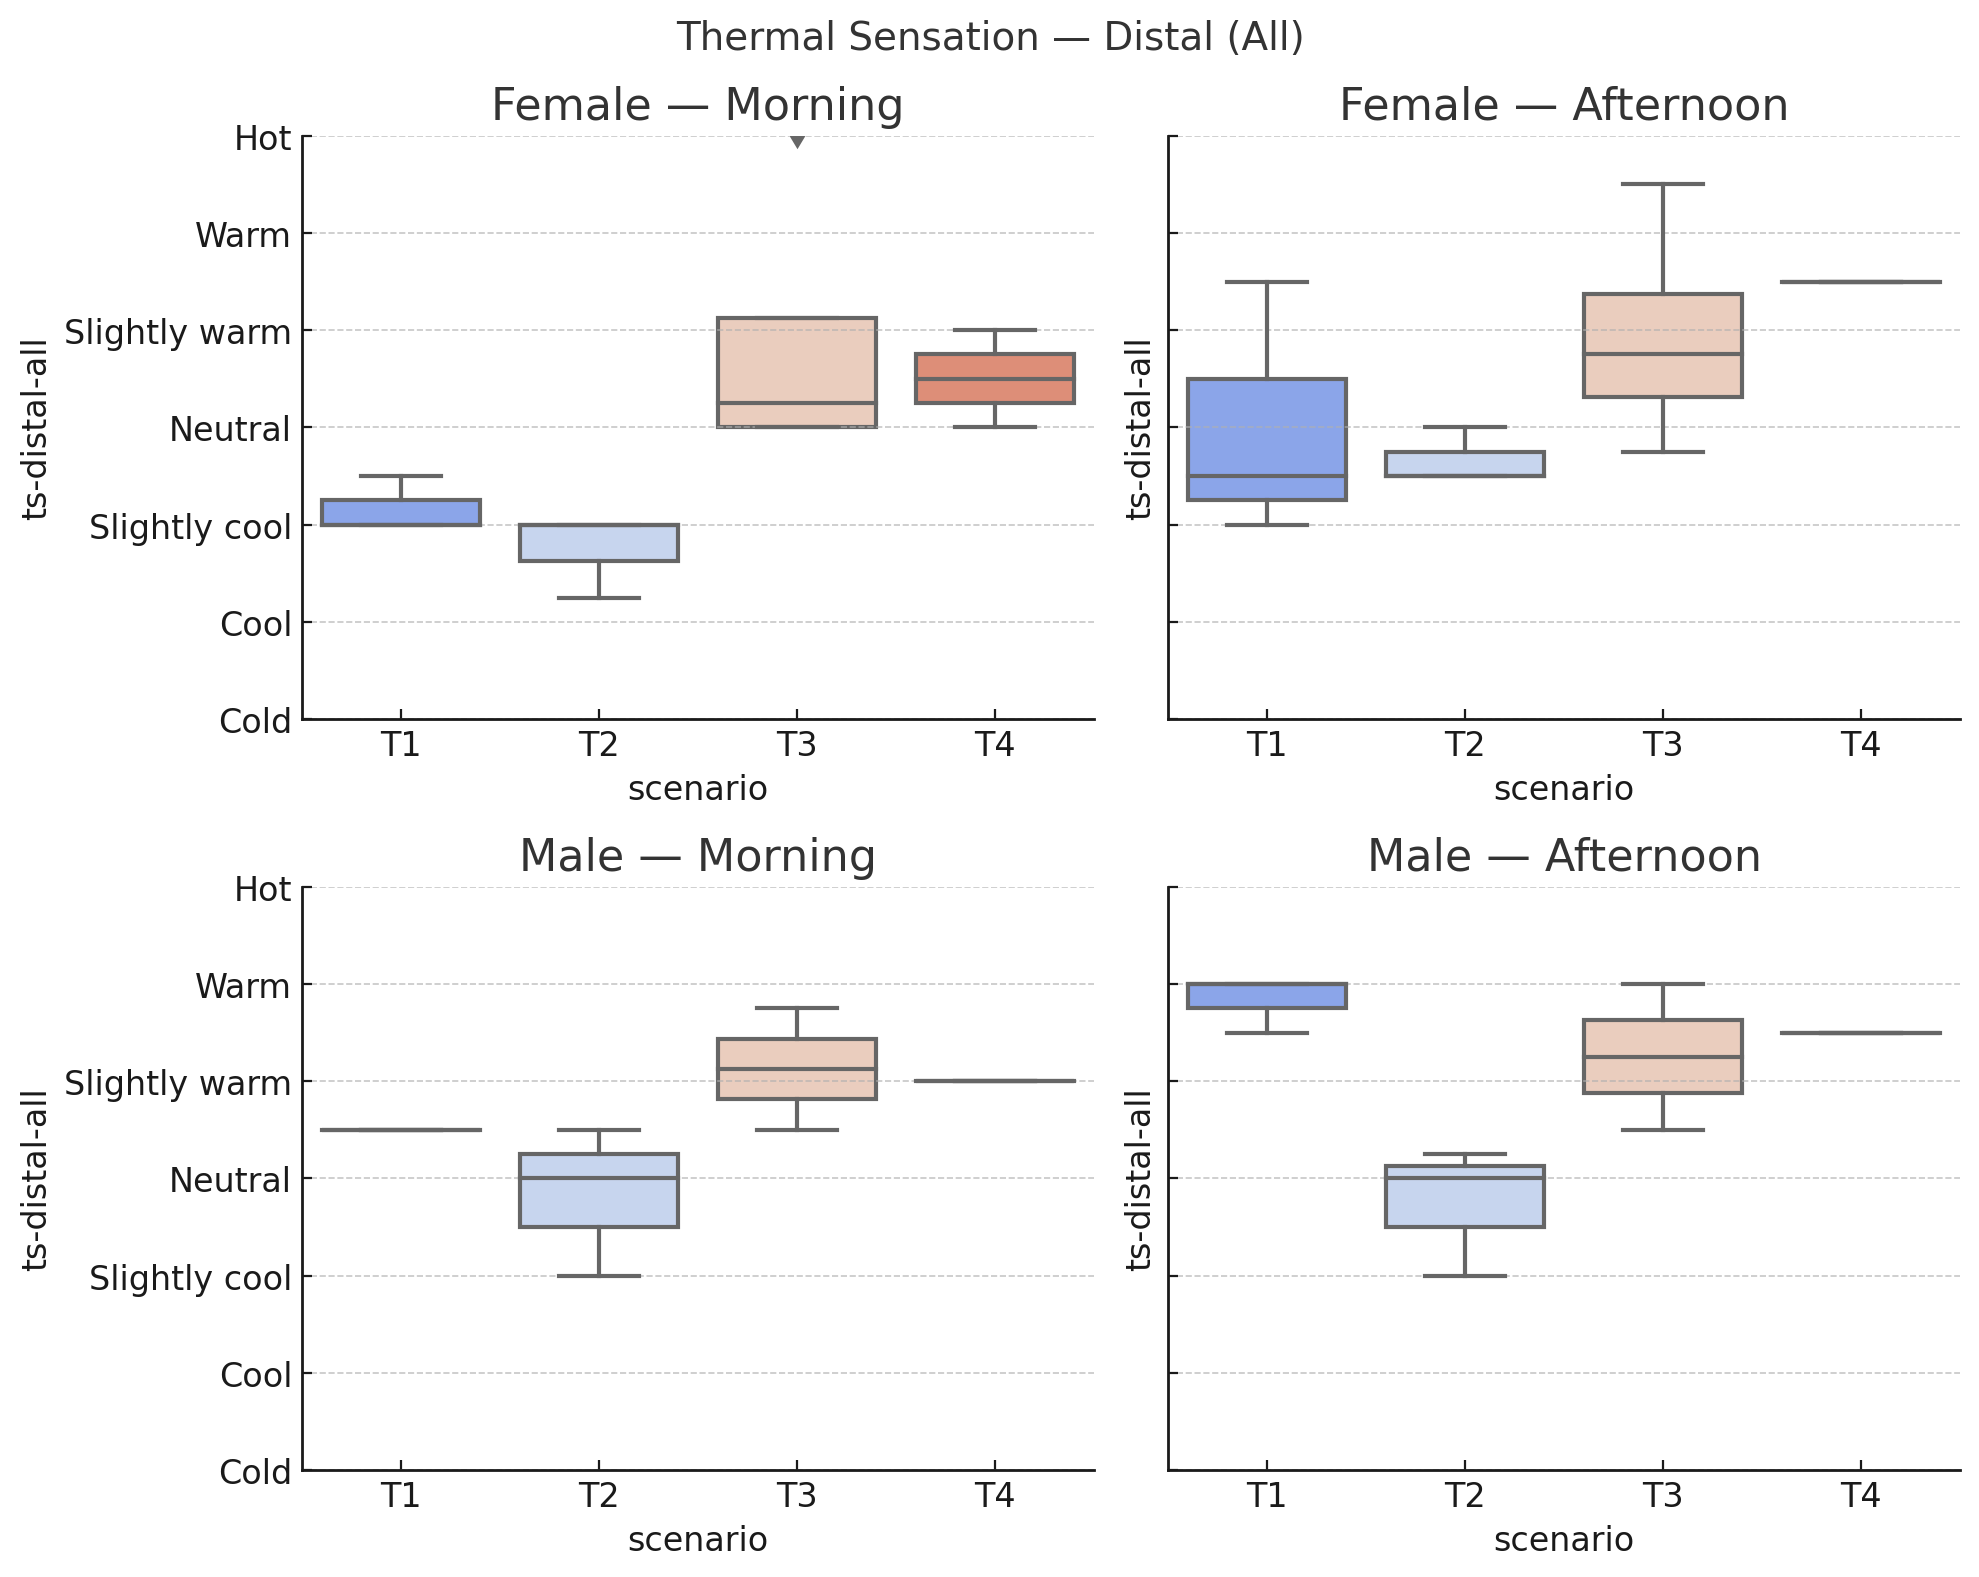 Thermal Sensation — Distal (All)
Female — Morning
Hot
Warm
Slightly warm
Neutral
Slightly cool
Cool
Cold
ts-distal-all
T1 T2 T3 T4
scenario
Female — Afternoon
ts-distal-all
T1 T2 T3 T4
scenario
Male — Morning
Hot
Warm
Slightly warm
Neutral
Slightly cool
Cool
Cold
ts-distal-all
T1 T2 T3 T4
scenario
Male — Afternoon
ts-distal-all
T1 T2 T3 T4
scenario